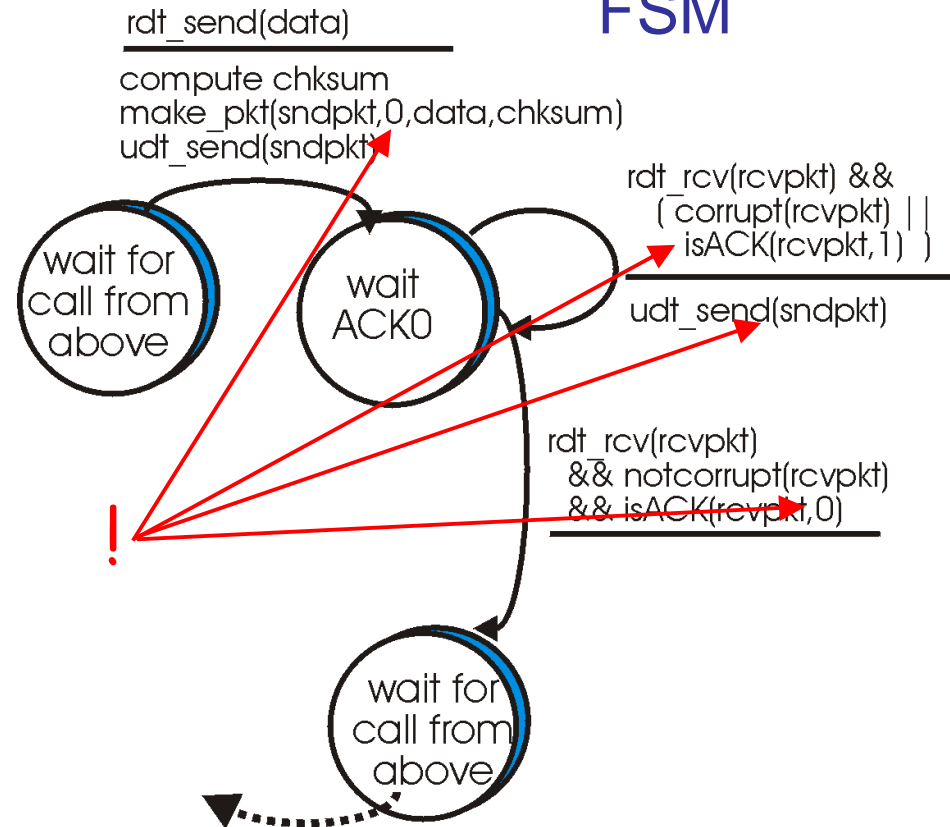 FSM
rdt_send(data)
compute chksum
make_pkt(sndpkt,0,data,chksum)
udt_send(sndpkt)
rdt_rcv(rcvpkt) &&
( corrupt(rcvpkt) ||
isACK(rcvpkt,1) )
udt_send(sndpkt)
wait for
call from
above
wait
ACK0
rdt_rcv(rcvpkt)
&& notcorrupt(rcvpkt)
&& isACK(rcvpkt,0)
!
wait for
call from
above